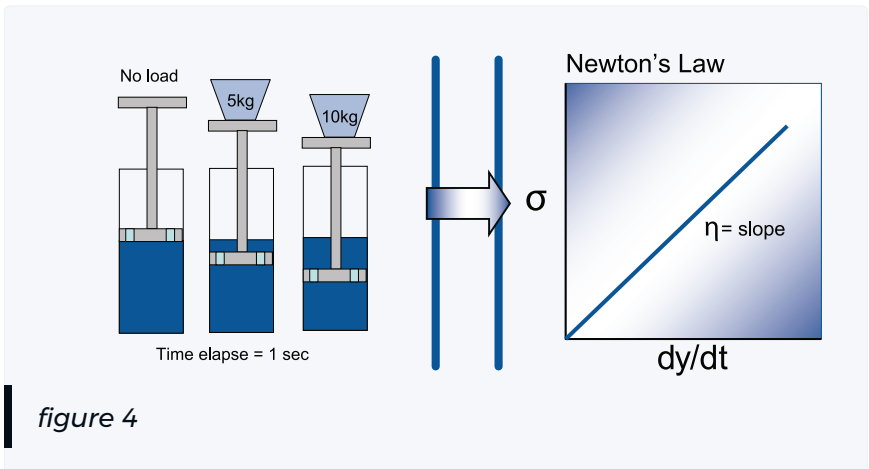 No load
5kg
10kg
Time elapse = 1 sec
Newton's Law
σ
η= slope
dy/dt
figure 4